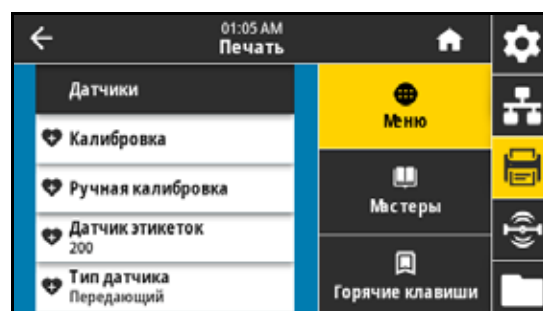 01:05 AM
Печать
Датчики
Калибровка
Ручная калибровка
Датчик этикеток
200
Тип датчика
Передающий
Меню
Мастеры
Горячие клавиши